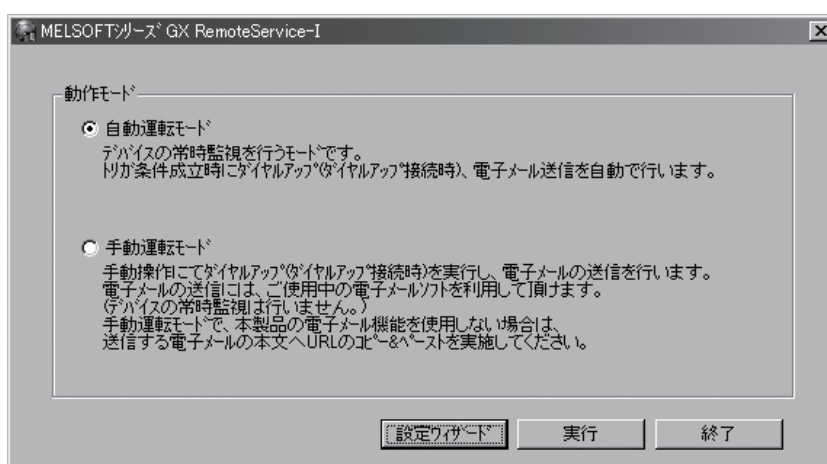 MELSOFTｼﾘｰｽﾞ GX RemoteService-I
動作ﾓｰﾄﾞ
自動運転ﾓｰﾄﾞ
ﾃﾞﾊﾞｲｽの常時監視を行うﾓｰﾄﾞです。
ﾄﾘｶﾞ条件成立時にﾀﾞｲﾔﾙｱｯﾌﾟ(ﾀﾞｲﾔﾙｱｯﾌﾟ接続時)、電子ﾒｰﾙ送信を自動で行います。
手動運転ﾓｰﾄﾞ
手動操作にてﾀﾞｲﾔﾙｱｯﾌﾟ(ﾀﾞｲﾔﾙｱｯﾌﾟ接続時)を実行し、電子ﾒｰﾙの送信を行います。
電子ﾒｰﾙの送信には、ご使用中の電子ﾒｰﾙｿﾌﾄを利用して頂けます。
(ﾃﾞﾊﾞｲｽの常時監視は行いません。)
手動運転ﾓｰﾄﾞで、本製品の電子ﾒｰﾙ機能を使用しない場合は、
送信する電子ﾒｰﾙの本文へURLのｺﾋﾟｰ&ﾍﾟｰｽﾄを実施してください。
設定ｳｨｻﾞｰﾄﾞ 実行 終了